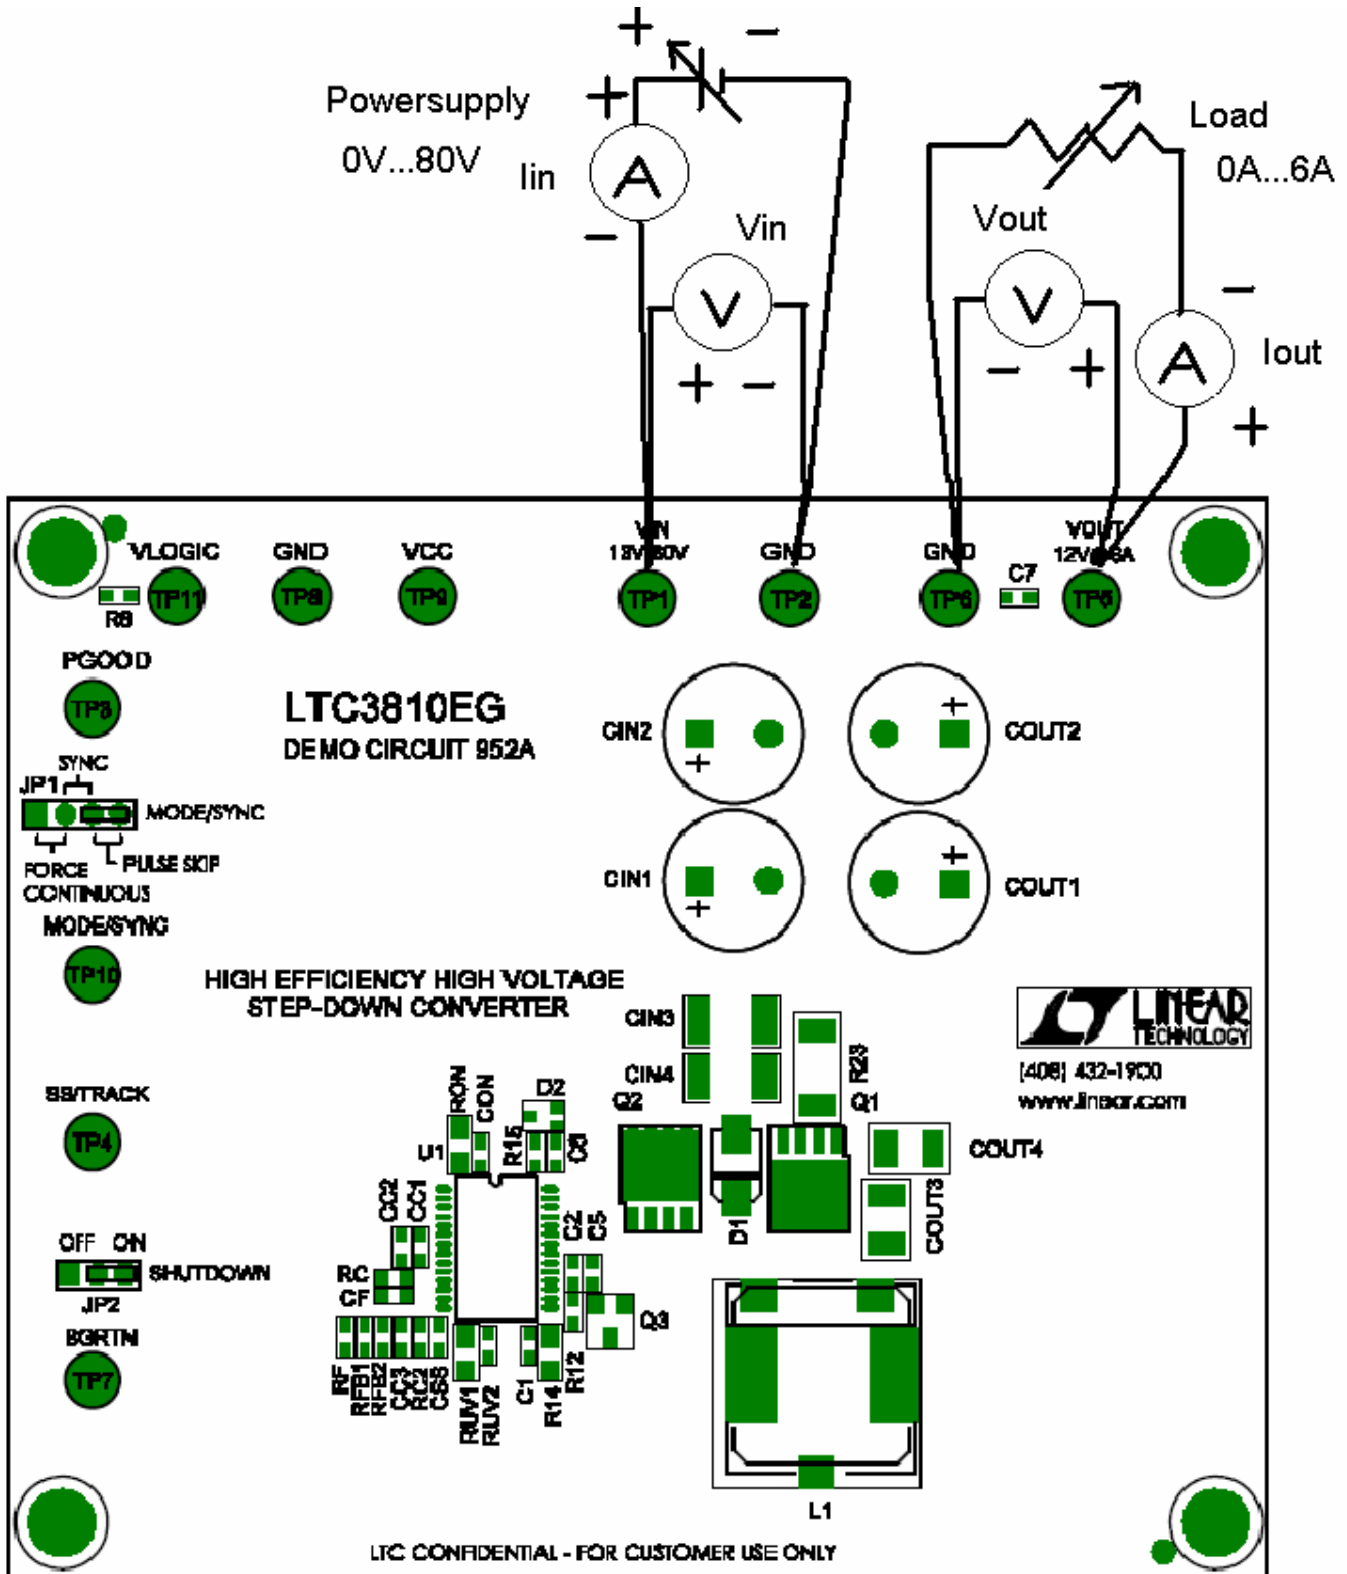 + −
Powersupply +
0V...80V
Iin
A
−
Vin
V
+ −
Load
0A...6A
Vout
V
− +
−
A
Iout
+
VLOGIC GND VCC VIN GND GND VOUT
TP11 TP8 TP9 TP1 TP2 TP6 C7 TP5
R8
PGOOD
TP3
LTC3810EG
DEMO CIRCUIT 952A
CIN2 + + COUT2
SYNC
JP1
MODE/SYNC
FORCE
CONTINUOUS
PULSE SKIP
CIN1 + + COUT1
MODE/SYNC
TP10
HIGH EFFICIENCY HIGH VOLTAGE
STEP-DOWN CONVERTER
LINEAR
TECHNOLOGY
(408) 432-1900
www.linear.com
CIN3
CIN4
R23
Q2 Q1
SS/TRACK
TP4
RON CON D2
U1 R15 C6
COUT4
COUT3
D1
CC2 CC1
C2 C5
OFF ON
SHUTDOWN
JP2
RC
CF
Q3
SGRTN
TP7
RF RFB1 RFB2 CC3 RC2 CSS
RUV1 RUV2 C1 R14 R12
L1
LTC CONFIDENTIAL - FOR CUSTOMER USE ONLY